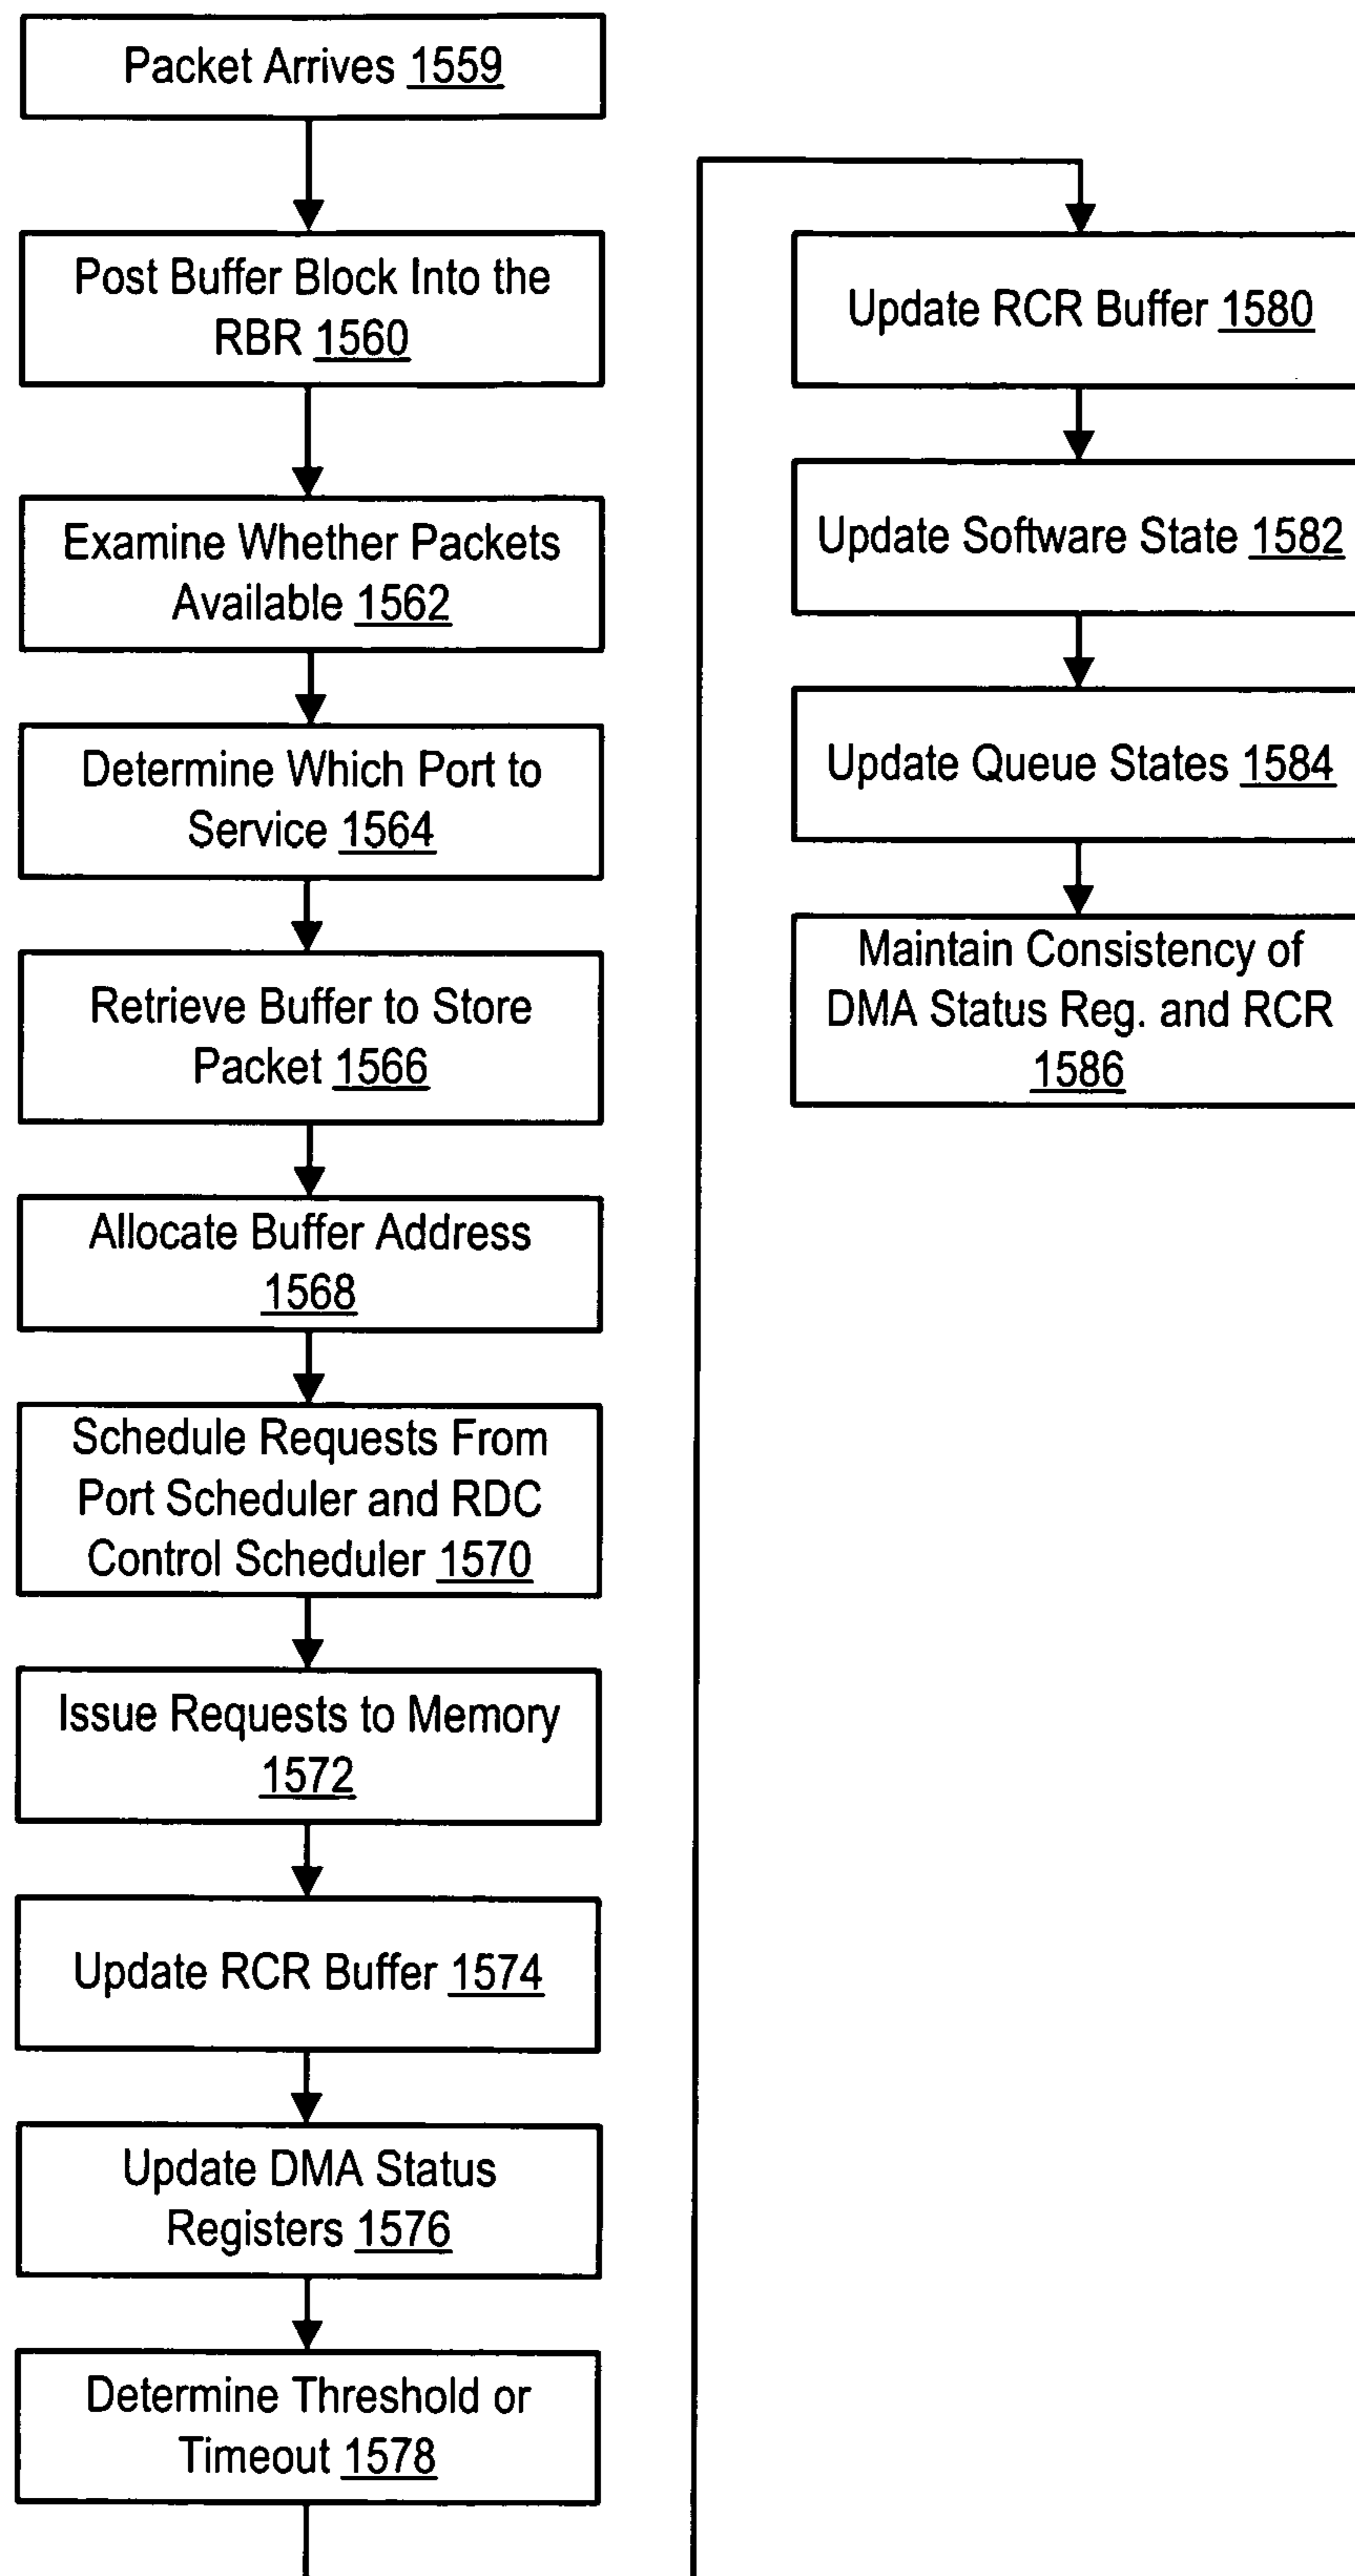 Packet Arrives 1559
Post Buffer Block Into the
RBR 1560
Examine Whether Packets
Available 1562
Determine Which Port to
Service 1564
Retrieve Buffer to Store
Packet 1566
Allocate Buffer Address
1568
Schedule Requests From
Port Scheduler and RDC
Control Scheduler 1570
Issue Requests to Memory
1572
Update RCR Buffer 1574
Update DMA Status
Registers 1576
Determine Threshold or
Timeout 1578
Update RCR Buffer 1580
Update Software State 1582
Update Queue States 1584
Maintain Consistency of
DMA Status Reg. and RCR
1586